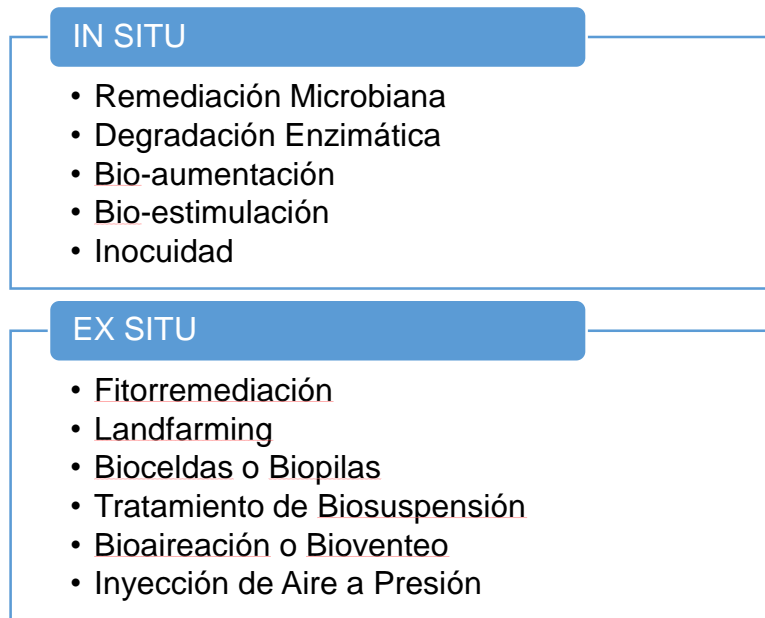 IN SITU
• Remediación Microbiana
• Degradación Enzimática
• Bio-aumentación
• Bio-estimulación
• Inocuidad
EX SITU
• Fitorremediación
• Landfarming
• Bioceldas o Biopilas
• Tratamiento de Biosuspensión
• Bioaireación o Bioventeo
• Inyección de Aire a Presión